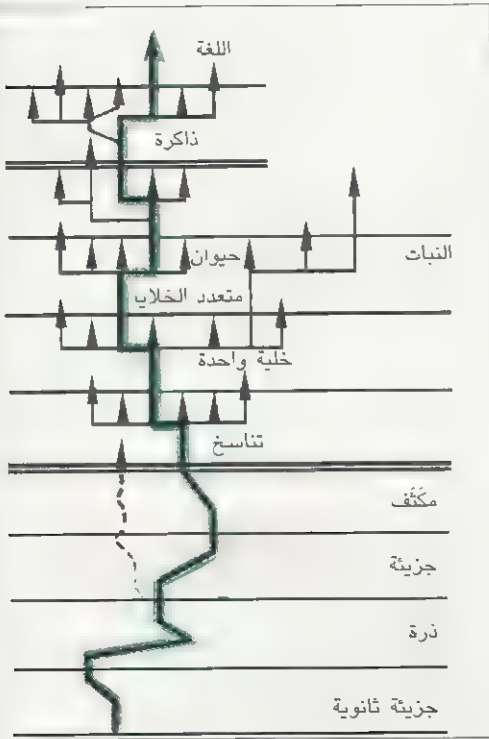 اللغة
ذاكرة
حيوان
النبات
متعدد الخلايا
خلية واحدة
تناسخ
مكثف
جزيئة
ذرة
جزيئة ثانوية